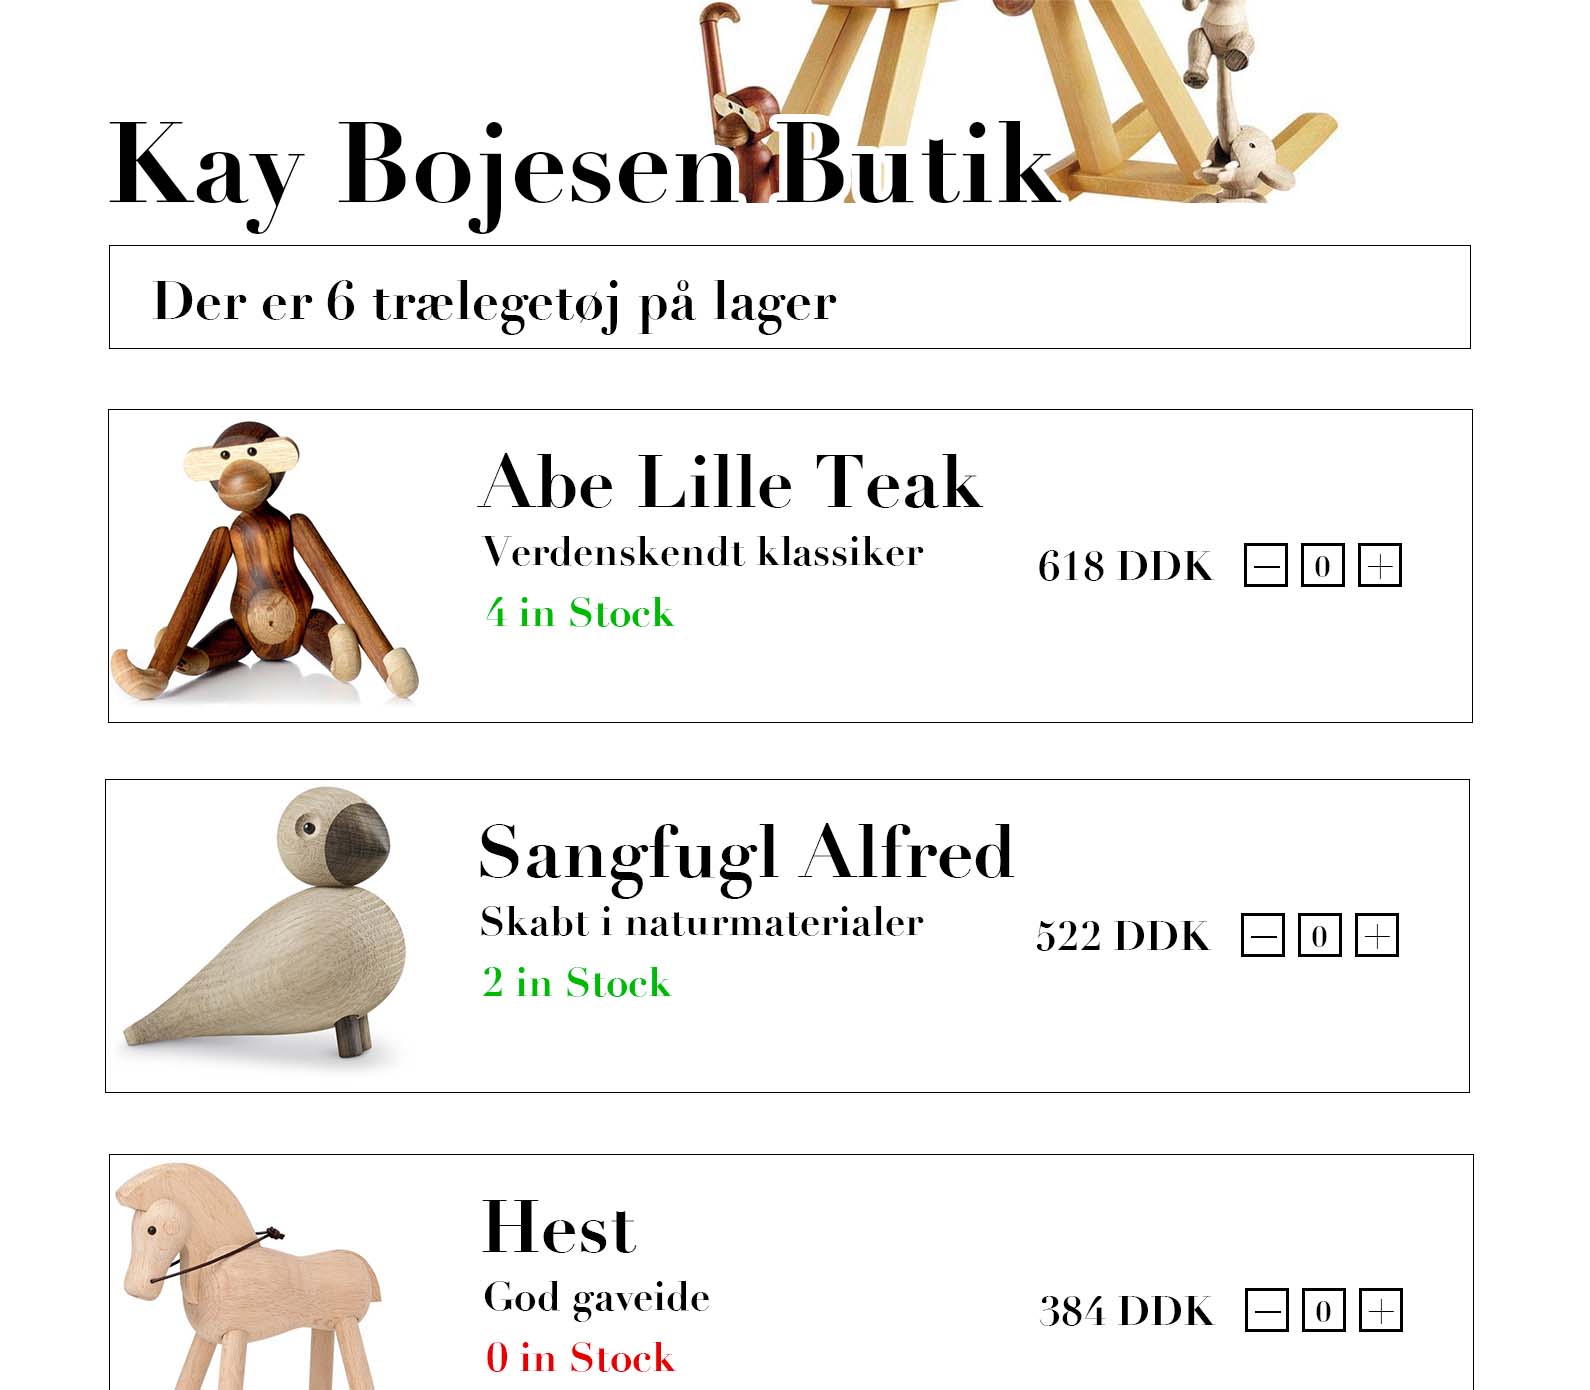 Kay Bojesen Butik
Der er 6 trælegetøj på lager
Abe Lille Teak
Verdenskendt klassiker
618 DDK — 0 +
4 in Stock
Sangfugl Alfred
Skabt i naturmaterialer
522 DDK — 0 +
2 in Stock
Hest
God gaveide
384 DDK — 0 +
0 in Stock